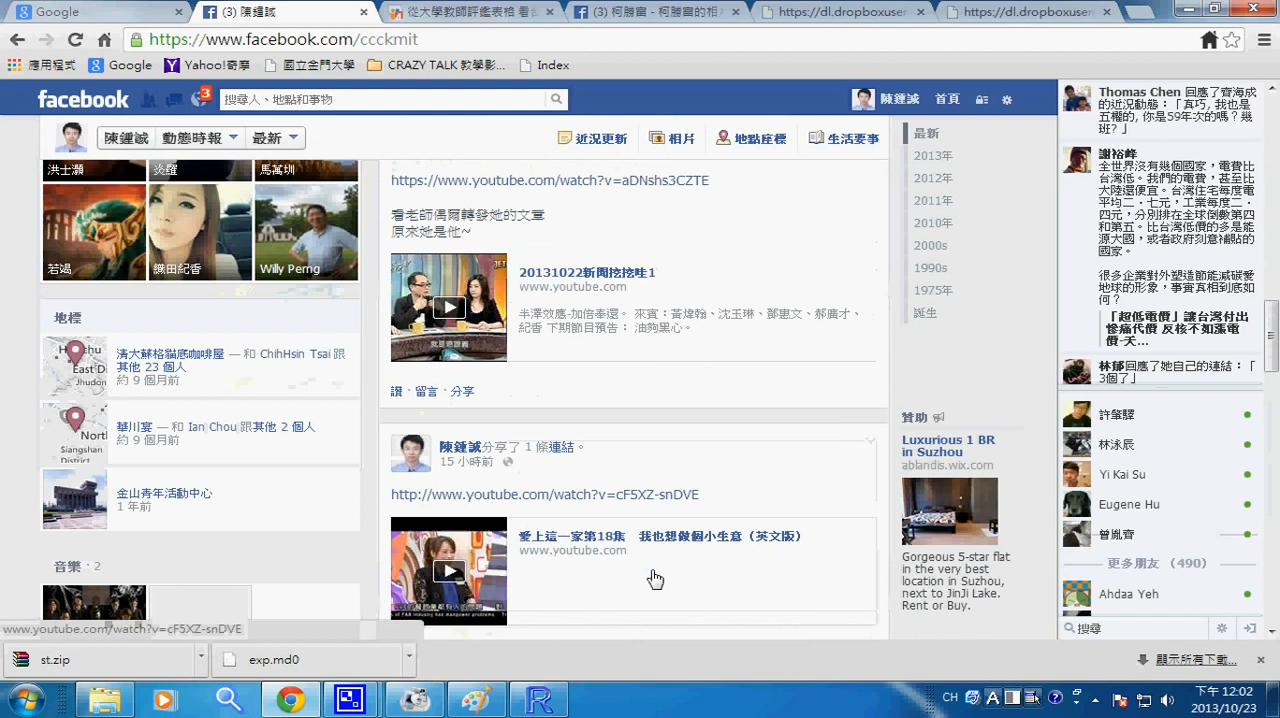 Google
(3) 陳鍾誠
從大學教師評鑑表格 看台
(3) 柯勝富 - 柯勝富的相片
https://dl.dropboxuser
https://dl.dropboxuser
https://www.facebook.com/ccckmit
應用程式
Google
Yahoo!奇摩
國立金門大學
CRAZY TALK 教學影...
Index
facebook
3
搜尋人、地點和事物
陳鍾誠
首頁
陳鍾誠
動態時報
最新
近況更新
相片
地點座標
生活要事
洪士灝
炎羅
馬萬圳
若竭
織田紀香
Willy Perng
地標
清大蘇格貓底咖啡屋 — 和 ChihHsin Tsai 跟
其他 23 個人
約 9 個月前
華川宴 — 和 Ian Chou 跟其他 2 個人
約 9 個月前
金山青年活動中心
1 年前
音樂 · 2
https://www.youtube.com/watch?v=aDNshs3CZTE
看老師偶爾轉發她的文章
原來她是他~
20131022新聞挖挖哇1
www.youtube.com
半澤效應-加倍奉還。 來賓：黃煒翰、沈玉琳、鄧惠文、郝廣才、
紀香 下期節目預告： 油夠黑心。
讚 · 留言 · 分享
陳鍾誠分享了 1 條連結。
15 小時前
http://www.youtube.com/watch?v=cF5XZ-snDVE
愛上這一家第18集 我也想做個小生意（英文版）
www.youtube.com
最新
2013年
2012年
2011年
2010年
2000s
1990s
1975年
誕生
贊助
Luxurious 1 BR
in Suzhou
ablandis.wix.com
Gorgeous 5-star flat
in the very best
location in Suzhou,
next to JinJi Lake.
Rent or Buy.
Thomas Chen 回應了齊海成
的近況動態：「真巧, 我也是
五權的, 你是59年次的嗎？幾
班？」
謝裕峰
全世界沒有幾個國家，電費比
台灣低。我們的電費，甚至比
大陸還便宜。台灣住宅每度電
平均二．七元，工業每度二．
四元，分別排在全球倒數第四
和第五。比台灣低價的多是能
源大國，或者政府刻意補貼的
國家。
很多企業對外塑造節能減碳愛
地球的形象，事實真相到底如
何？
「超低電價」讓台灣付出
慘痛代價 反核不如漲電
價-天...
林郁回應了她自己的連結：「
3個了」
許肇驛
林泳辰
Yi Kai Su
Eugene Hu
曾胤齊
更多朋友 （490）
Ahdaa Yeh
搜尋
www.youtube.com/watch?v=cF5XZ-snDVE
st.zip
exp.md0
顯示所有下載...
CH
下午 12:02
2013/10/23